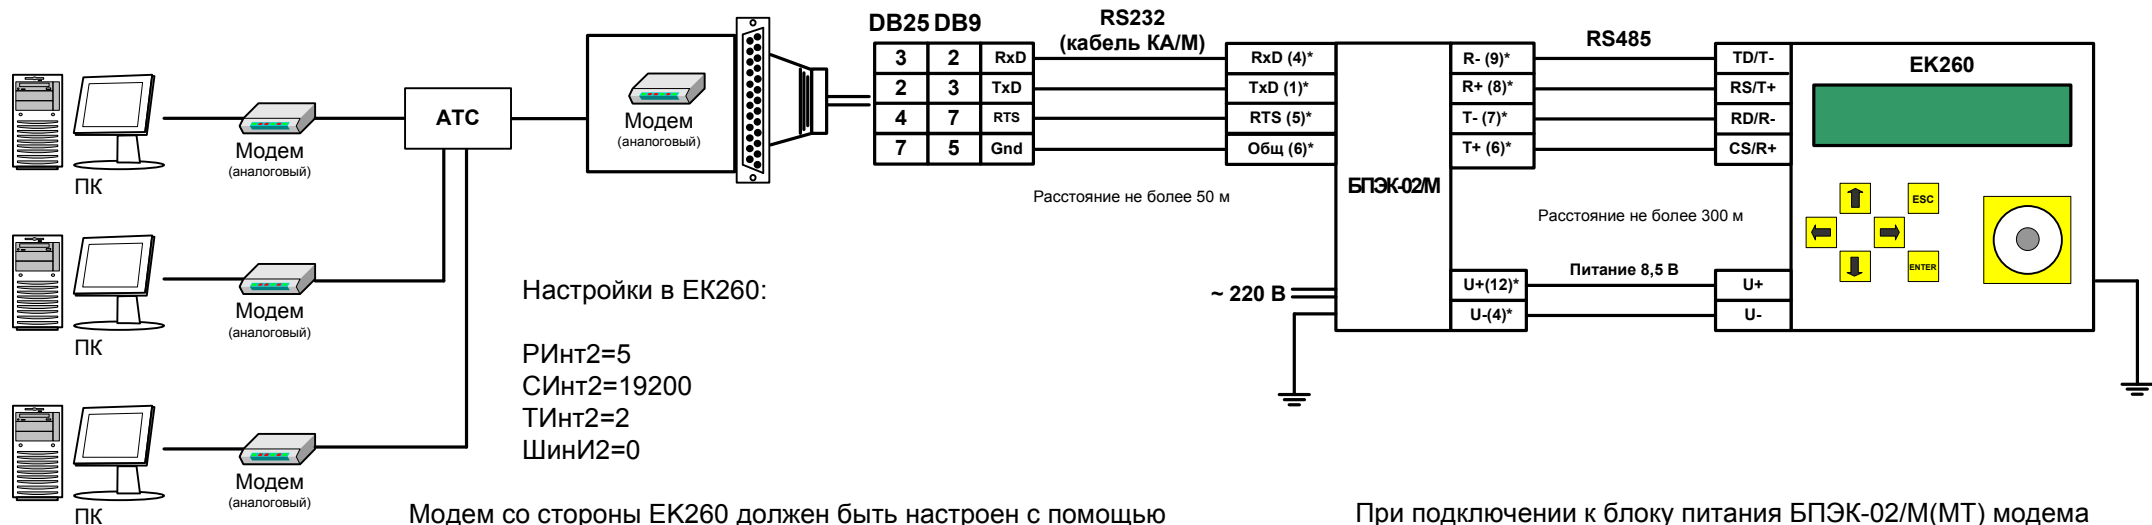 DB25 DB9
RS232
(кабель КА/М)
3 2 RxD
2 3 TxD
4 7 RTS
7 5 Gnd
RxD (4)*
TxD (1)*
RTS (5)*
Общ (6)*
Расстояние не более 50 м
БПЭК-02/М
~ 220 В
RS485
R- (9)*
R+ (8)*
T- (7)*
T+ (6)*
TD/T-
RS/T+
RD/R-
CS/R+
Расстояние не более 300 м
Питание 8,5 В
U+(12)*
U-(4)*
U+
U-
EK260
ESC
ENTER
Модем
(аналоговый)
АТС
Модем
(аналоговый)
ПК
Модем
(аналоговый)
ПК
Модем
(аналоговый)
ПК
Настройки в ЕК260:
РИнт2=5
СИнт2=19200
ТИнт2=2
ШинИ2=0
Модем со стороны ЕК260 должен быть настроен с помощью
При подключении к блоку питания БПЭК-02/М(МТ) модема